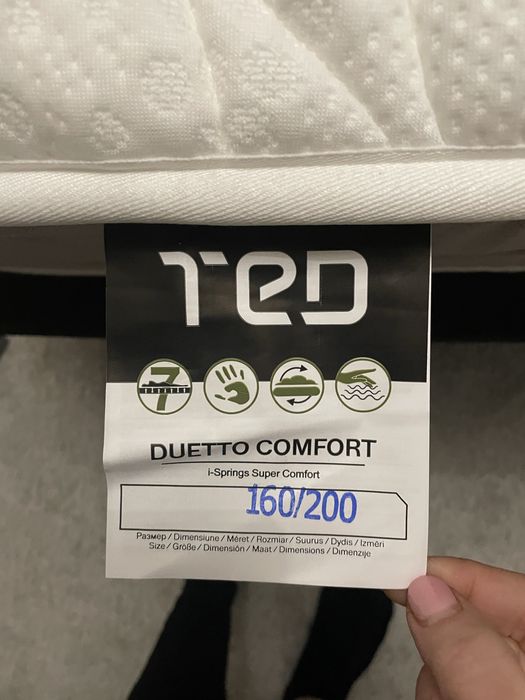 TED
7
DUETTO COMFORT
i-Springs Super Comfort
160/200
Размер / Dimensiune / Méret / Rozmiar / Suurus / Dydis / Izmēri
Size / Größe / Dimensión / Maat / Dimensions / Dimenzije